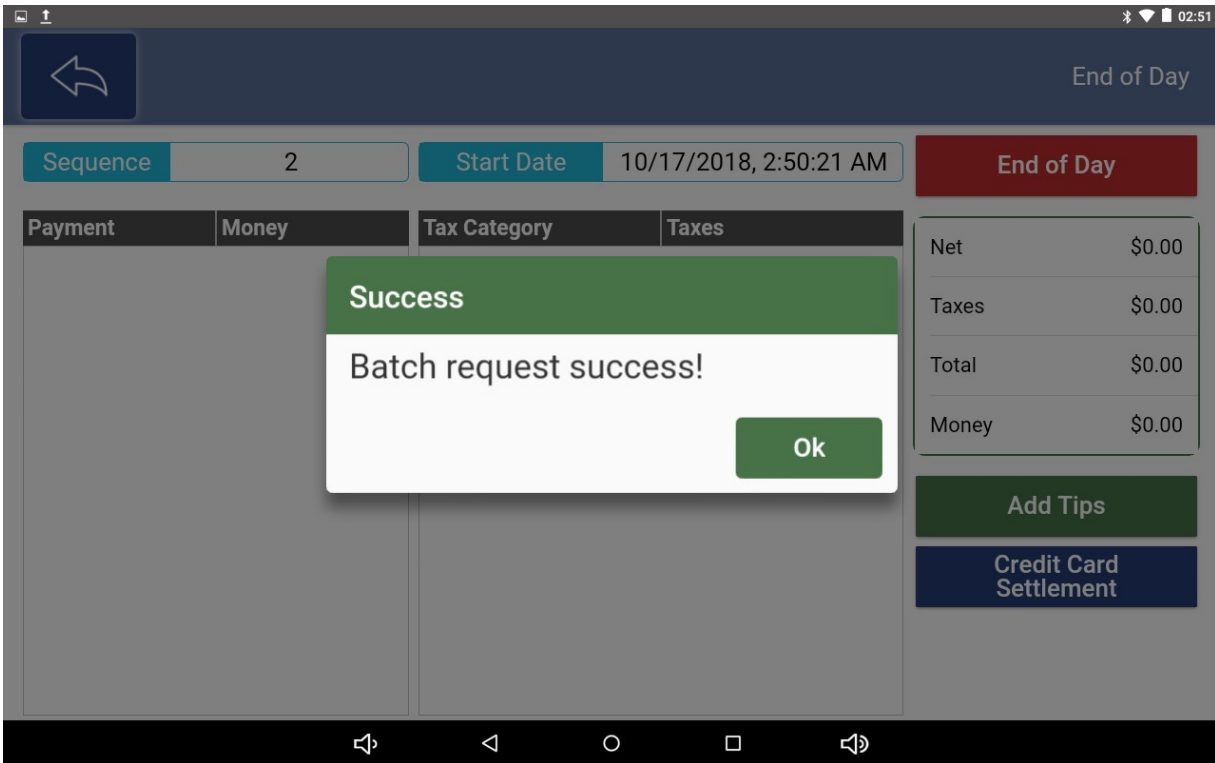 02:51
End of Day
Sequence 2 Start Date 10/17/2018, 2:50:21 AM End of Day
Payment Money Tax Category Taxes
Net $0.00
Success
Taxes $0.00
Batch request success!
Total $0.00
Money $0.00
Ok
Add Tips
Credit Card
Settlement